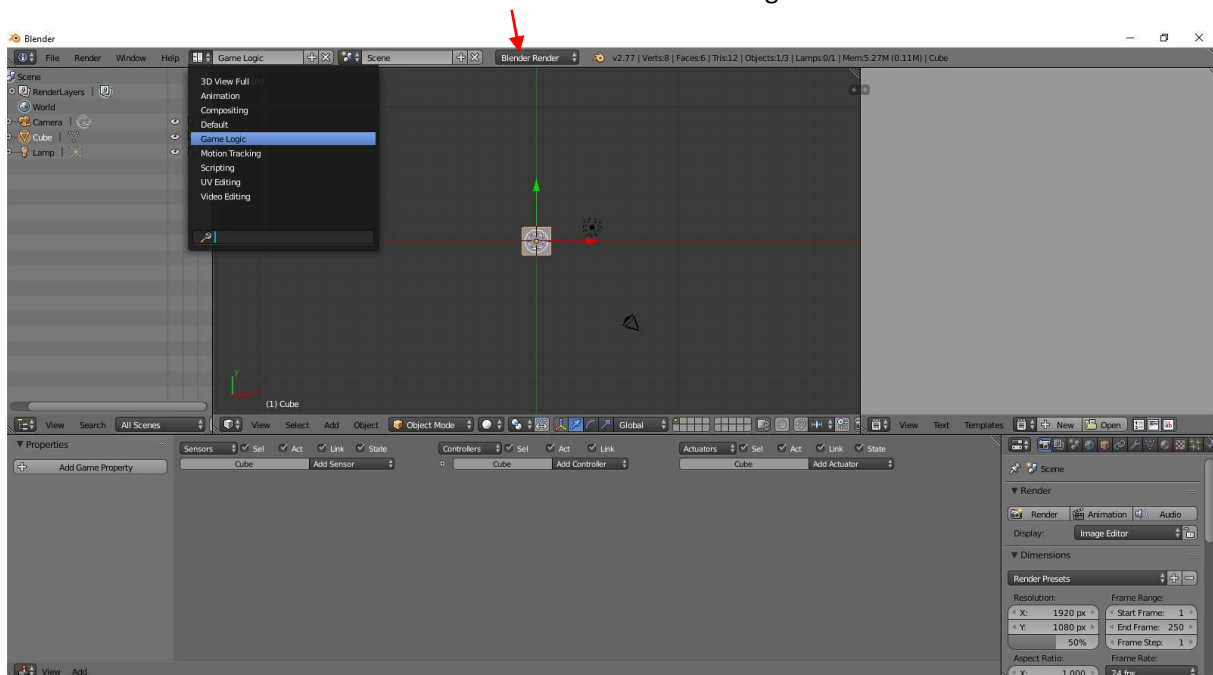 Blender
File Render Window Help Game Logic Scene Blender Render v2.77 | Verts:8 | Faces:6 | Tris:12 | Objects:1/3 | Lamps:0/1 | Mem:5.27M (0.11M) | Cube
Scene
RenderLayers |
World
Camera |
Cube |
Lamp |
3D View Full
Animation
Compositing
Default
Game Logic
Motion Tracking
Scripting
UV Editing
Video Editing
y
(1) Cube
View Search All Scenes
View Select Add Object Object Mode Global
View Text Templates New Open
Properties
Add Game Property
Sensors Sel Act Link State
Cube Add Sensor
Controllers Sel Act Link
Cube Add Controller
Actuators Sel Act Link State
Cube Add Actuator
Scene
Render
Render Animation Audio
Display: Image Editor
Dimensions
Render Presets
Resolution: Frame Range:
X: 1920 px Start Frame: 1
Y: 1080 px End Frame: 250
50% Frame Step: 1
Aspect Ratio: Frame Rate:
X: 1.000 24 fps
View Add